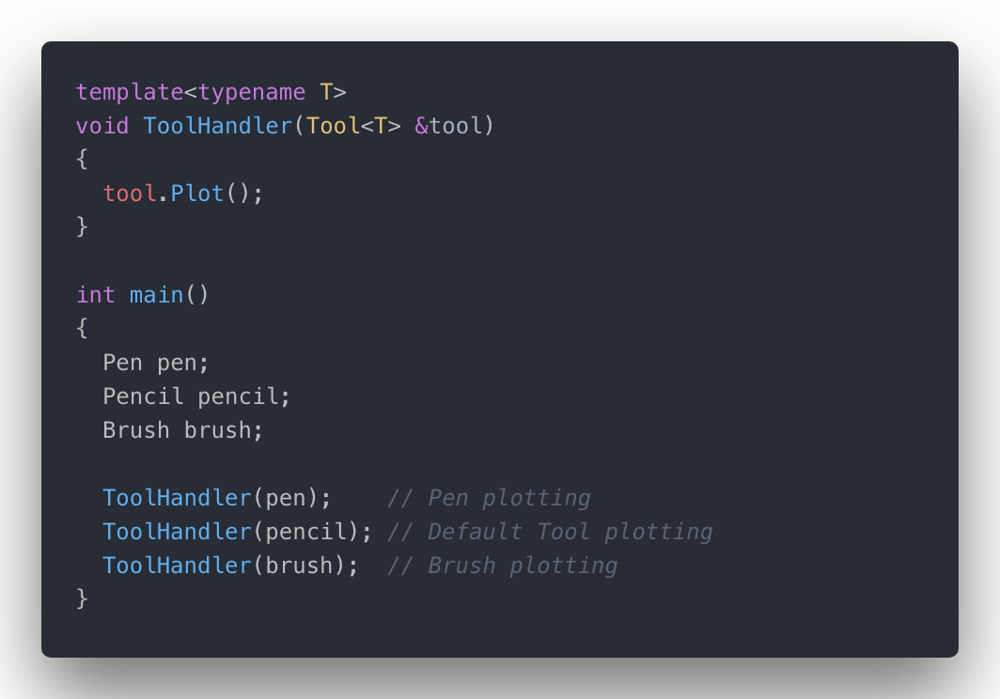 template<typename T>
void ToolHandler(Tool<T> &tool)
{
  tool.Plot();
}

int main()
{
  Pen pen;
  Pencil pencil;
  Brush brush;

  ToolHandler(pen);    // Pen plotting
  ToolHandler(pencil); // Default Tool plotting
  ToolHandler(brush);  // Brush plotting
}